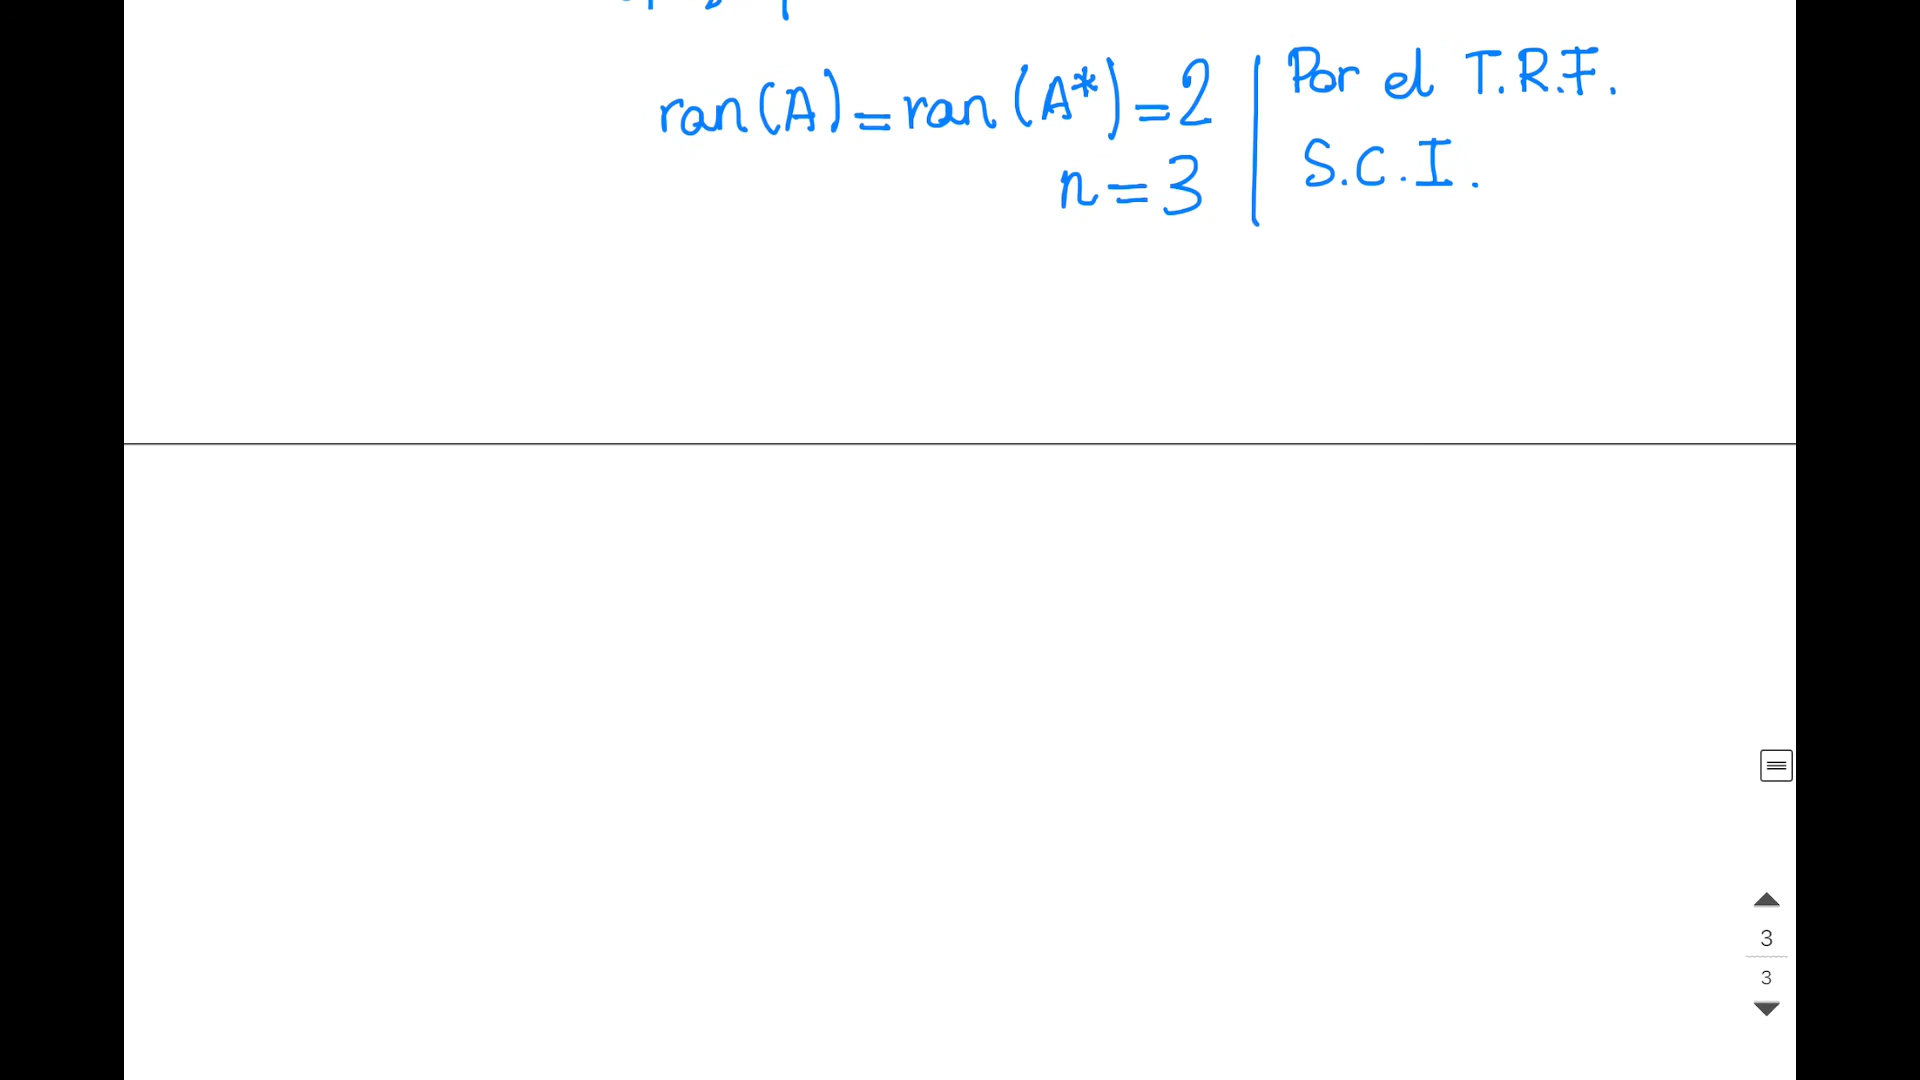 ran(A)=ran(A*)=2
n=3
Por el T.R.F.
S.C.I.
3
3